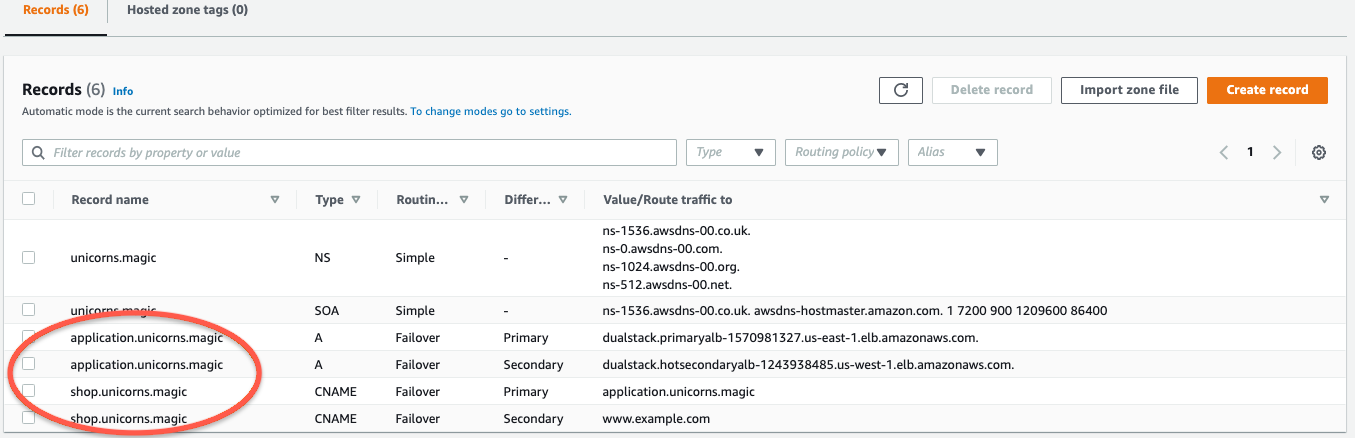 Records (6) Hosted zone tags (0)
Records (6) Info
Automatic mode is the current search behavior optimized for best filter results. To change modes go to settings.
Delete record Import zone file Create record
Filter records by property or value Type Routing policy Alias 1
Record name Type Routin... Differ... Value/Route traffic to
unicorns.magic NS Simple - ns-1536.awsdns-00.co.uk.
ns-0.awsdns-00.com.
ns-1024.awsdns-00.org.
ns-512.awsdns-00.net.
unicorns.magic SOA Simple - ns-1536.awsdns-00.co.uk. awsdns-hostmaster.amazon.com. 1 7200 900 1209600 86400
application.unicorns.magic A Failover Primary dualstack.primaryalb-1570981327.us-east-1.elb.amazonaws.com.
application.unicorns.magic A Failover Secondary dualstack.hotsecondaryalb-1243938485.us-west-1.elb.amazonaws.com.
shop.unicorns.magic CNAME Failover Primary application.unicorns.magic
shop.unicorns.magic CNAME Failover Secondary www.example.com